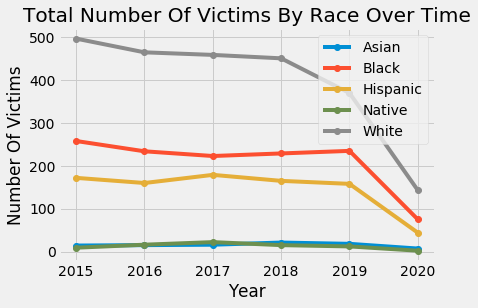 Total Number Of Victims By Race Over Time
500
400
300
200
100
0
Number Of Victims
Asian
Black
Hispanic
Native
White
2015 2016 2017 2018 2019 2020
Year